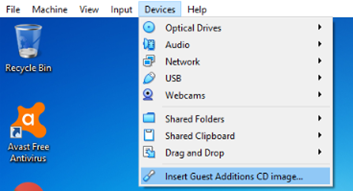 File Machine View Input Devices Help
Optical Drives
Audio
Network
USB
Webcams
Shared Folders
Shared Clipboard
Drag and Drop
Insert Guest Additions CD image...
Recycle Bin
Avast Free
Antivirus